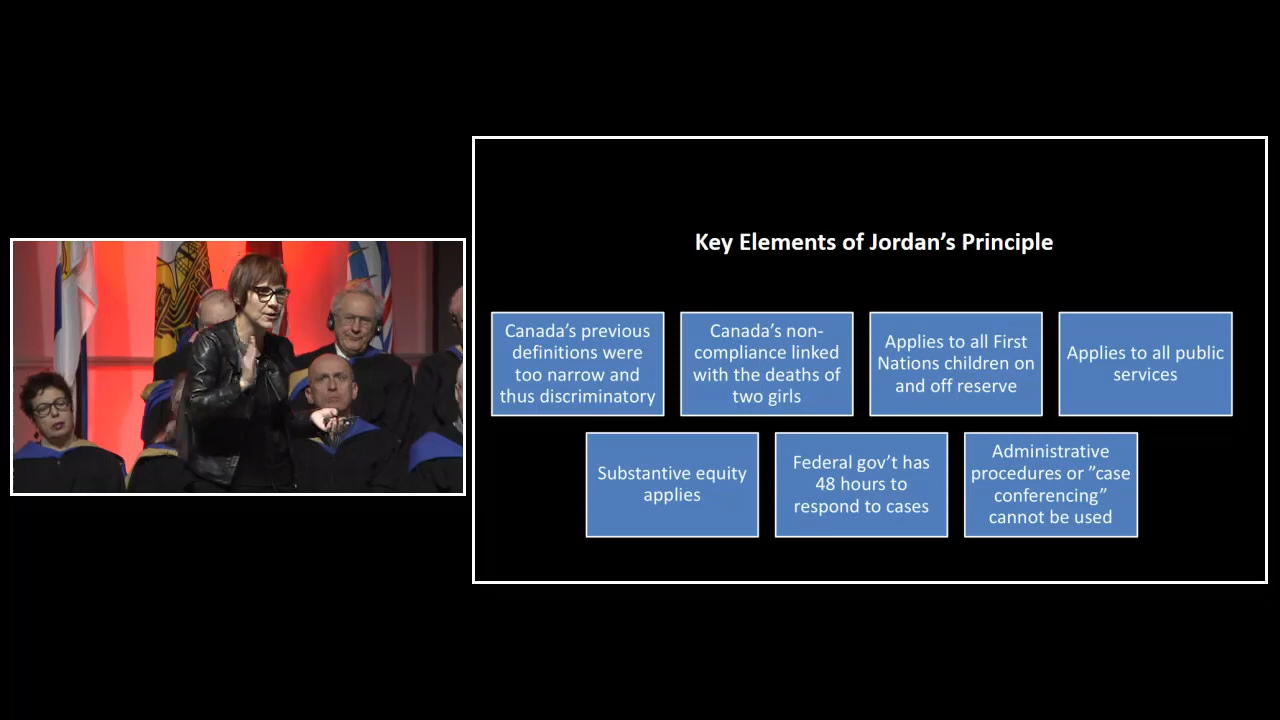 Key Elements of Jordan’s Principle
Canada’s previous
definitions were
too narrow and
thus discriminatory
Canada’s non-
compliance linked
with the deaths of
two girls
Applies to all First
Nations children on
and off reserve
Applies to all public
services
Substantive equity
applies
Federal gov’t has
48 hours to
respond to cases
Administrative
procedures or ”case
conferencing”
cannot be used